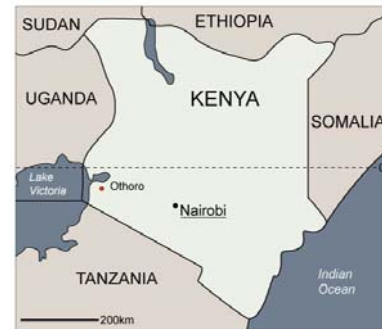 SUDAN
ETHIOPIA
UGANDA
KENYA
SOMALIA
Lake
Victoria
Othoro
Nairobi
TANZANIA
Indian
Ocean
200km